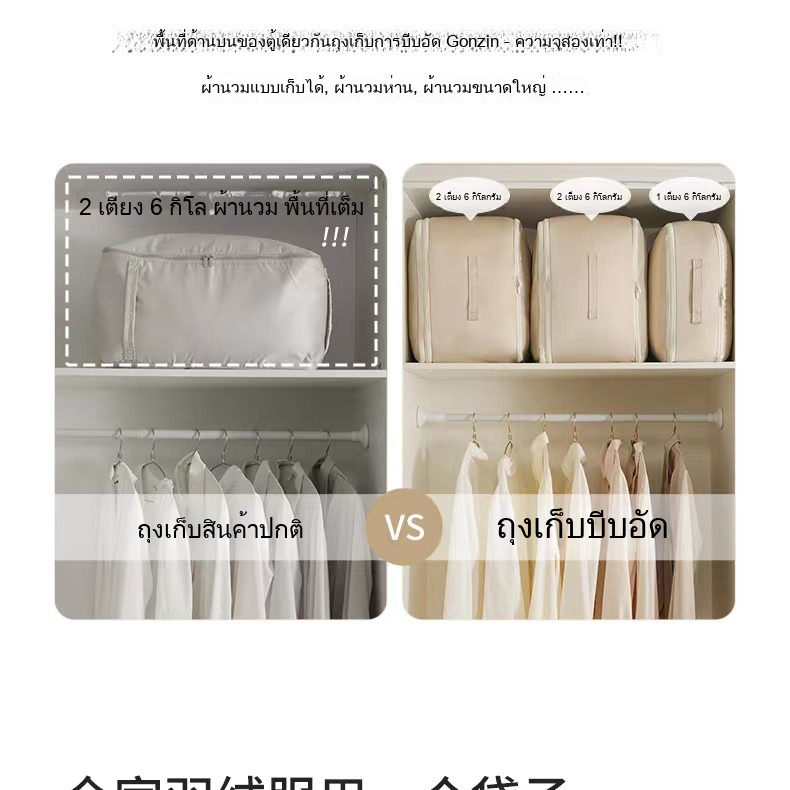 พื้นที่ด้านบนของตู้เดียวกันถุงเก็บการบีบอัด Gonzin - ความจุสองเท่า!!
ผ้านวมแบบเก็บได้, ผ้านวมห่าน, ผ้านวมขนาดใหญ่ ......
2 เตียง 6 กิโล ผ้านวม พื้นที่เต็ม
!!!
2 เตียง 6 กิโลกรัม
2 เตียง 6 กิโลกรัม
1 เตียง 6 กิโลกรัม
ถุงเก็บสินค้าปกติ
VS
ถุงเก็บบีบอัด